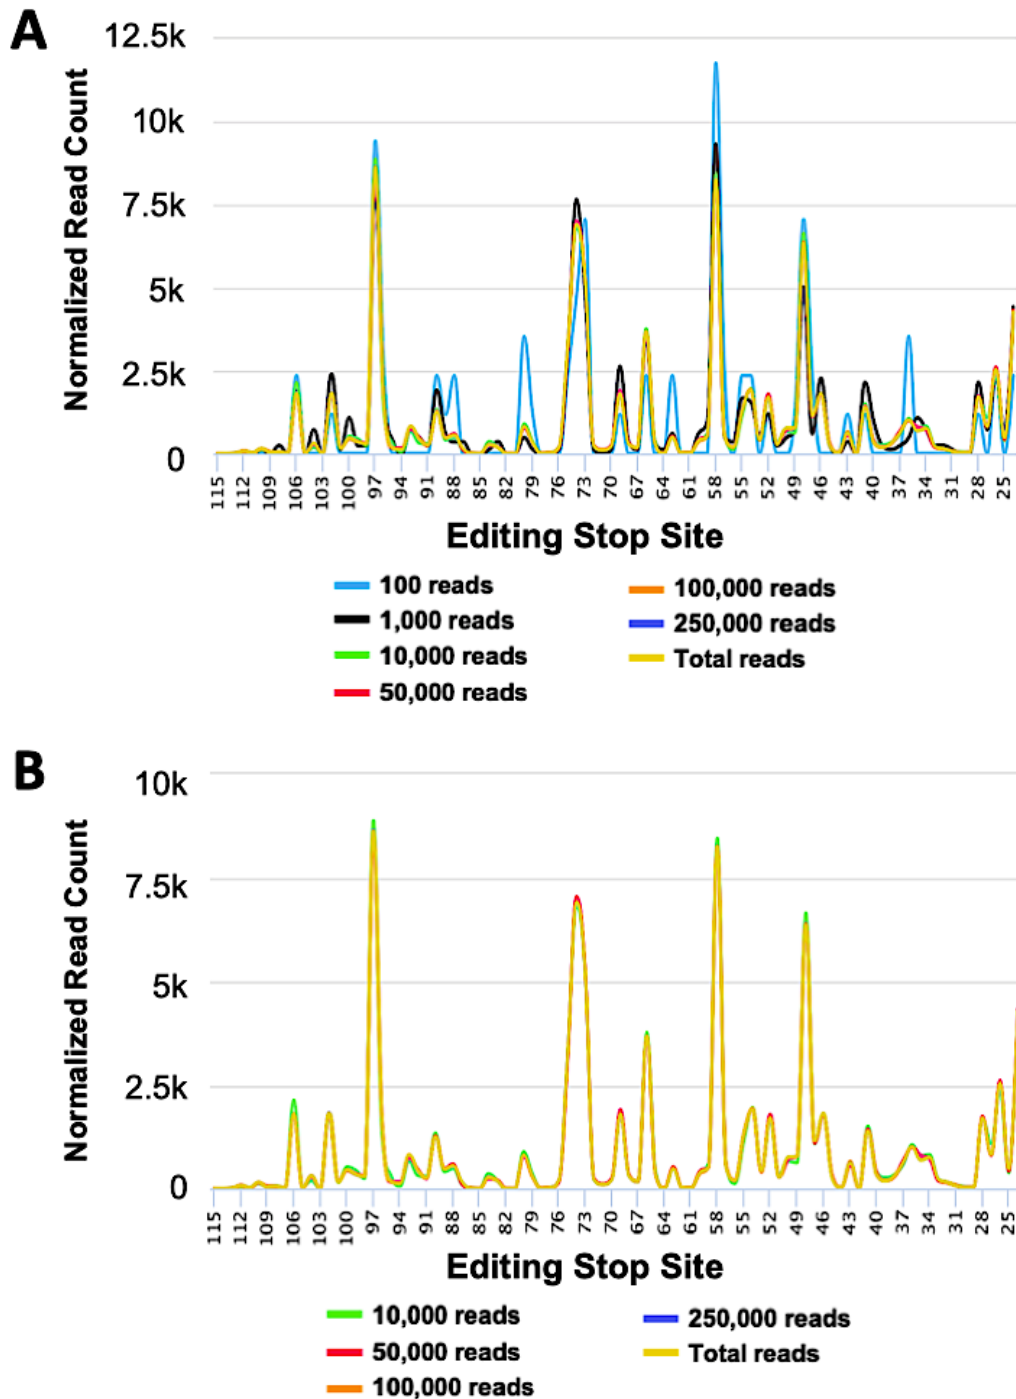 A
Normalized Read Count
12.5k
10k
7.5k
5k
2.5k
0
115 112 109 106 103 100 97 94 91 88 85 82 79 76 73 70 67 64 61 58 55 52 49 46 43 40 37 34 31 28 25
Editing Stop Site
100 reads
1,000 reads
10,000 reads
50,000 reads
100,000 reads
250,000 reads
Total reads
B
Normalized Read Count
10k
7.5k
5k
2.5k
0
115 112 109 106 103 100 97 94 91 88 85 82 79 76 73 70 67 64 61 58 55 52 49 46 43 40 37 34 31 28 25
Editing Stop Site
10,000 reads
50,000 reads
100,000 reads
250,000 reads
Total reads